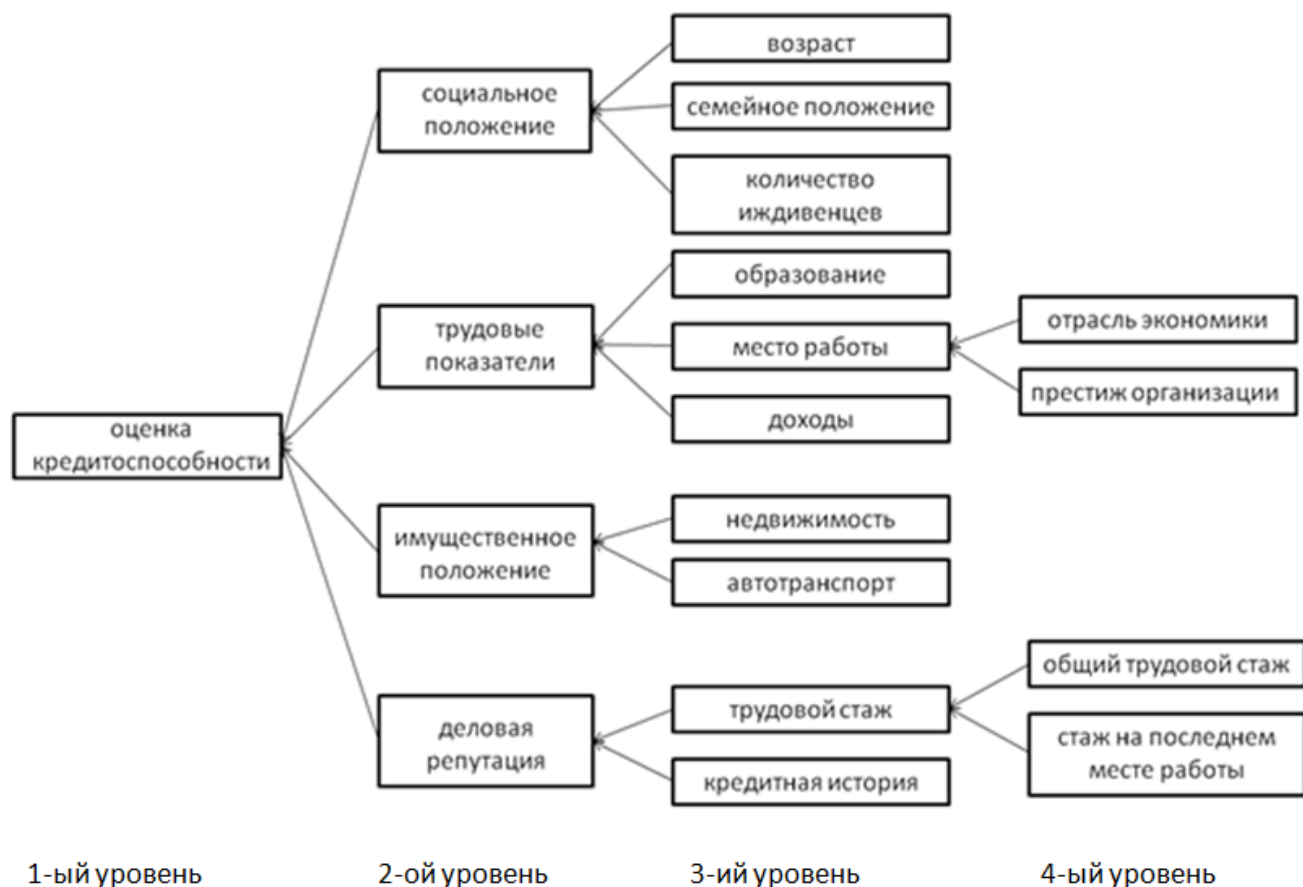 возраст
социальное
положение
семейное положение
количество
иждивенцев
образование
трудовые
показатели
место работы
отрасль экономики
престиж организации
доходы
оценка
кредитоспособности
недвижимость
имущественное
положение
автотранспорт
общий трудовой стаж
деловая
репутация
трудовой стаж
стаж на последнем
месте работы
кредитная история
1-ый уровень
2-ой уровень
3-ий уровень
4-ый уровень